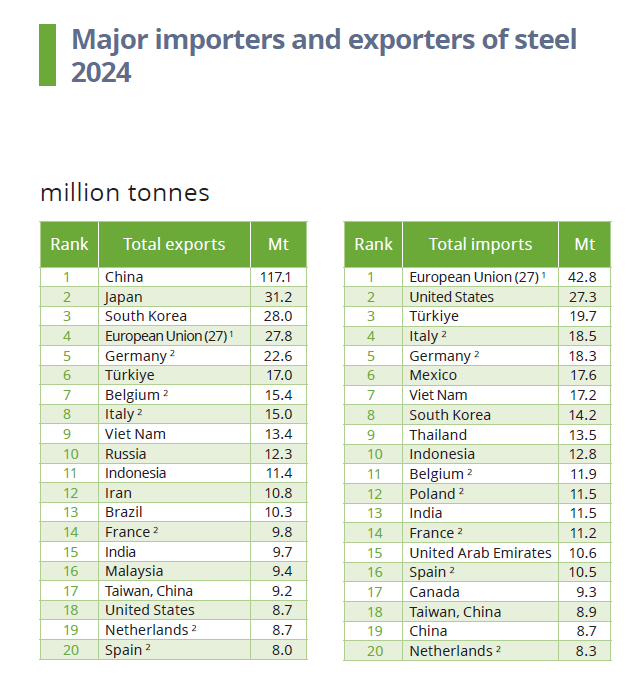 Major importers and exporters of steel
2024
million tonnes
Rank Total exports Mt
1 China 117.1
2 Japan 31.2
3 South Korea 28.0
4 European Union (27) ¹ 27.8
5 Germany ² 22.6
6 Türkiye 17.0
7 Belgium ² 15.4
8 Italy ² 15.0
9 Viet Nam 13.4
10 Russia 12.3
11 Indonesia 11.4
12 Iran 10.8
13 Brazil 10.3
14 France ² 9.8
15 India 9.7
16 Malaysia 9.4
17 Taiwan, China 9.2
18 United States 8.7
19 Netherlands ² 8.7
20 Spain ² 8.0
Rank Total imports Mt
1 European Union (27) ¹ 42.8
2 United States 27.3
3 Türkiye 19.7
4 Italy ² 18.5
5 Germany ² 18.3
6 Mexico 17.6
7 Viet Nam 17.2
8 South Korea 14.2
9 Thailand 13.5
10 Indonesia 12.8
11 Belgium ² 11.9
12 Poland ² 11.5
13 India 11.5
14 France ² 11.2
15 United Arab Emirates 10.6
16 Spain ² 10.5
17 Canada 9.3
18 Taiwan, China 8.9
19 China 8.7
20 Netherlands ² 8.3